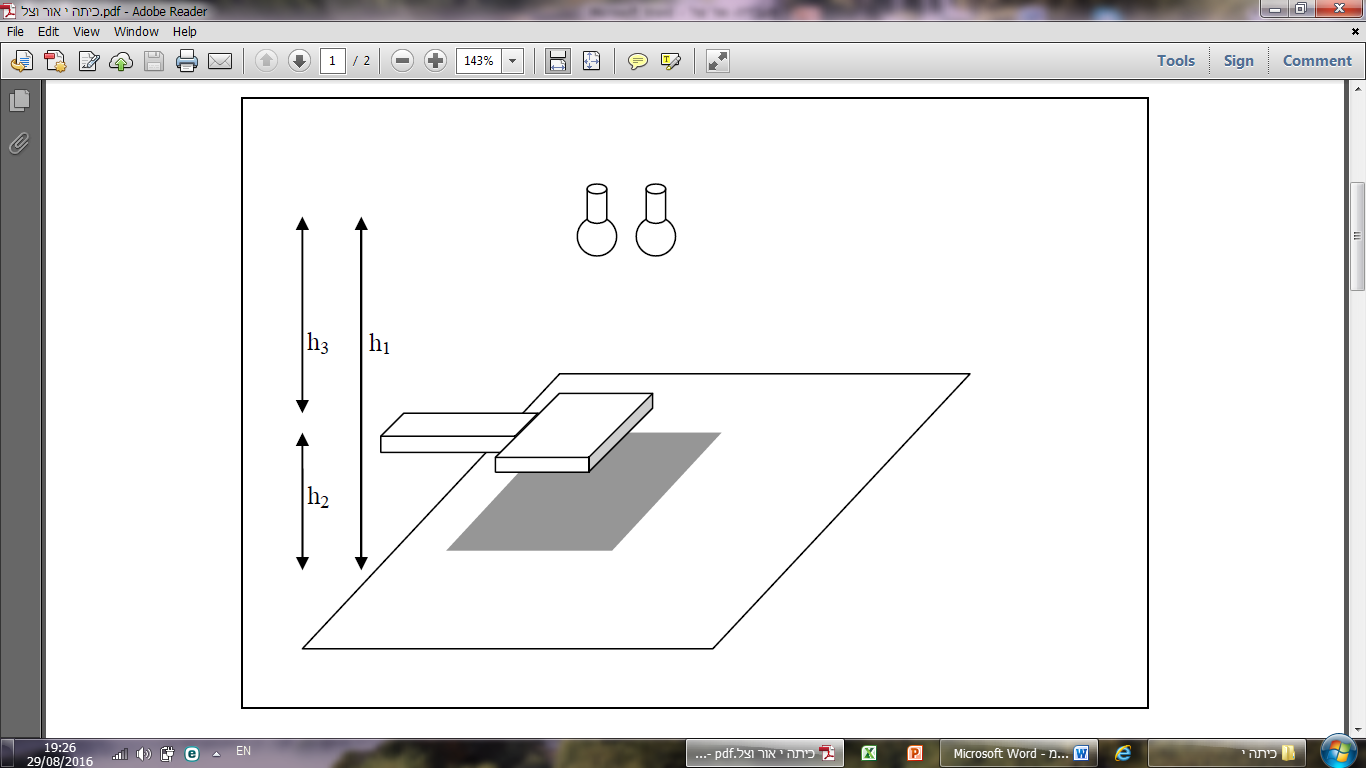 כיתה י אור וצל.pdf - Adobe Reader
File Edit View Window Help
1 / 2 143% Tools Sign Comment
h3 h1
h2
19:26
29/08/2016
EN
...- pdf.כיתה י אור וצל
Microsoft Word - מ...
כיתה י